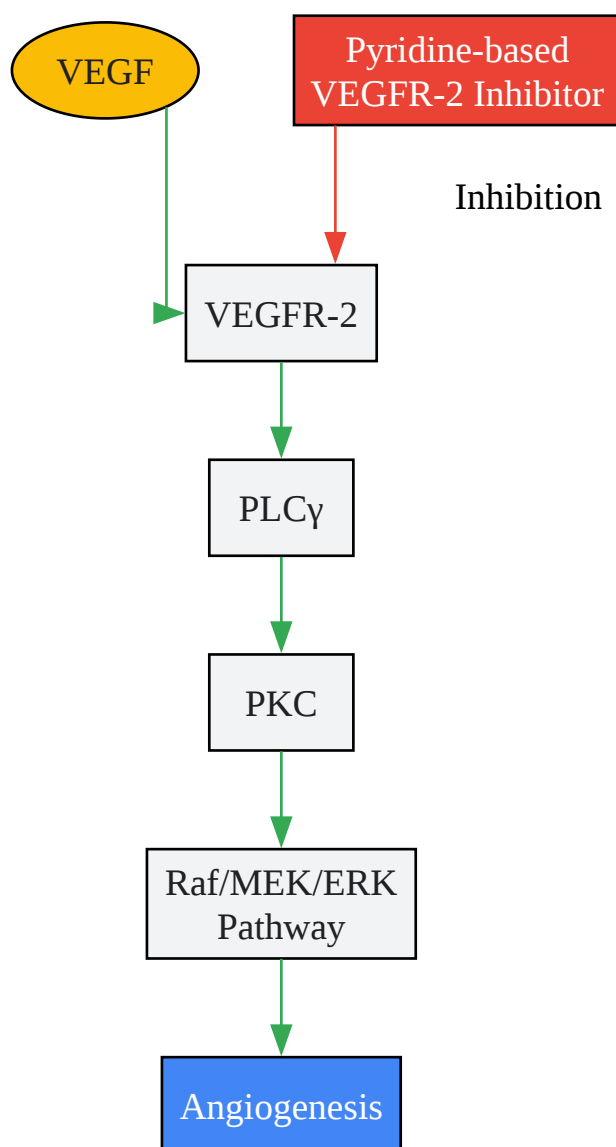 VEGF
Pyridine-based
VEGFR-2 Inhibitor
Inhibition
VEGFR-2
PLCγ
PKC
Raf/MEK/ERK
Pathway
Angiogenesis